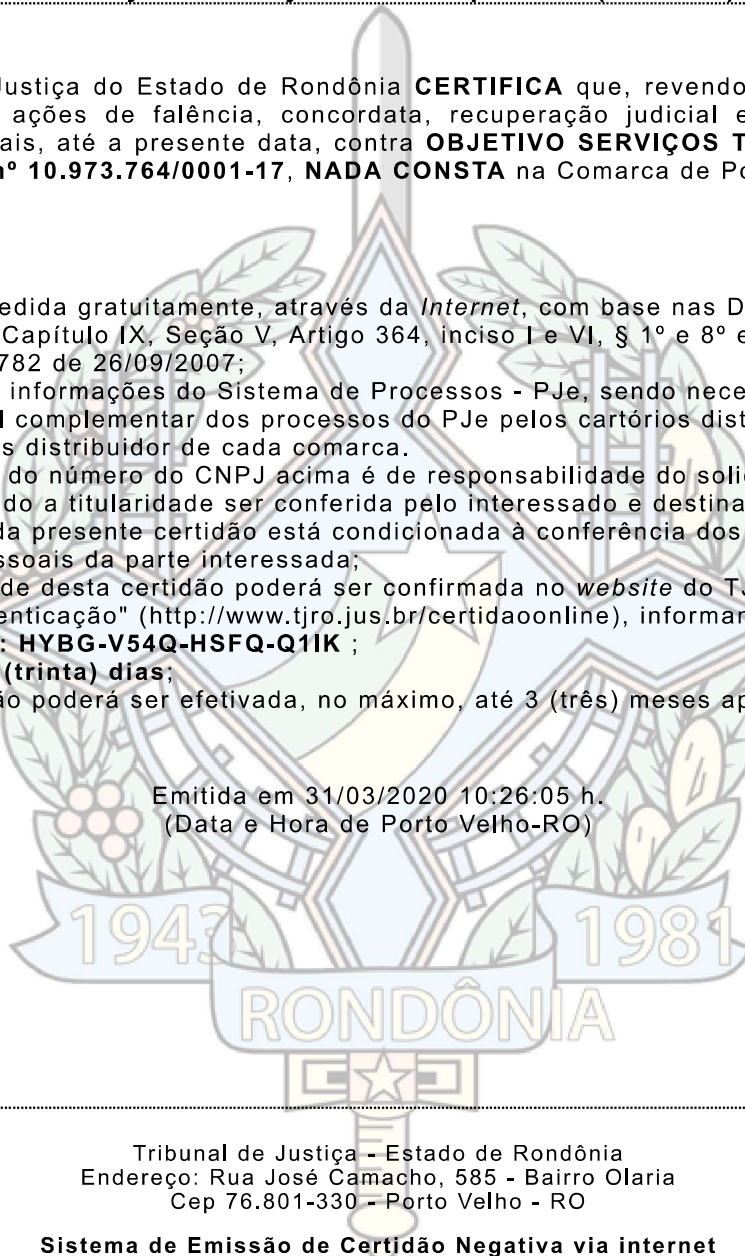 Justiça do Estado de Rondônia CERTIFICA que, revendo
ações de falência, concordata, recuperação judicial e
ais, até a presente data, contra OBJETIVO SERVIÇOS T
nº 10.973.764/0001-17, NADA CONSTA na Comarca de Po
edida gratuitamente, através da Internet, com base nas D
Capítulo IX, Seção V, Artigo 364, inciso I e VI, § 1º e 8º e
782 de 26/09/2007;
informações do Sistema de Processos - PJe, sendo nece
l complementar dos processos do PJe pelos cartórios dist
s distribuidor de cada comarca.
do número do CNPJ acima é de responsabilidade do solic
do a titularidade ser conferida pelo interessado e destina
da presente certidão está condicionada à conferência dos
ssoais da parte interessada;
de desta certidão poderá ser confirmada no website do TJ
enticação" (http://www.tjro.jus.br/certidaoonline), informan
: HYBG-V54Q-HSFQ-Q1IK ;
(trinta) dias;
ão poderá ser efetivada, no máximo, até 3 (três) meses ap
Emitida em 31/03/2020 10:26:05 h.
(Data e Hora de Porto Velho-RO)
1943
1981
RONDÔNIA
Tribunal de Justiça - Estado de Rondônia
Endereço: Rua José Camacho, 585 - Bairro Olaria
Cep 76.801-330 - Porto Velho - RO
Sistema de Emissão de Certidão Negativa via internet